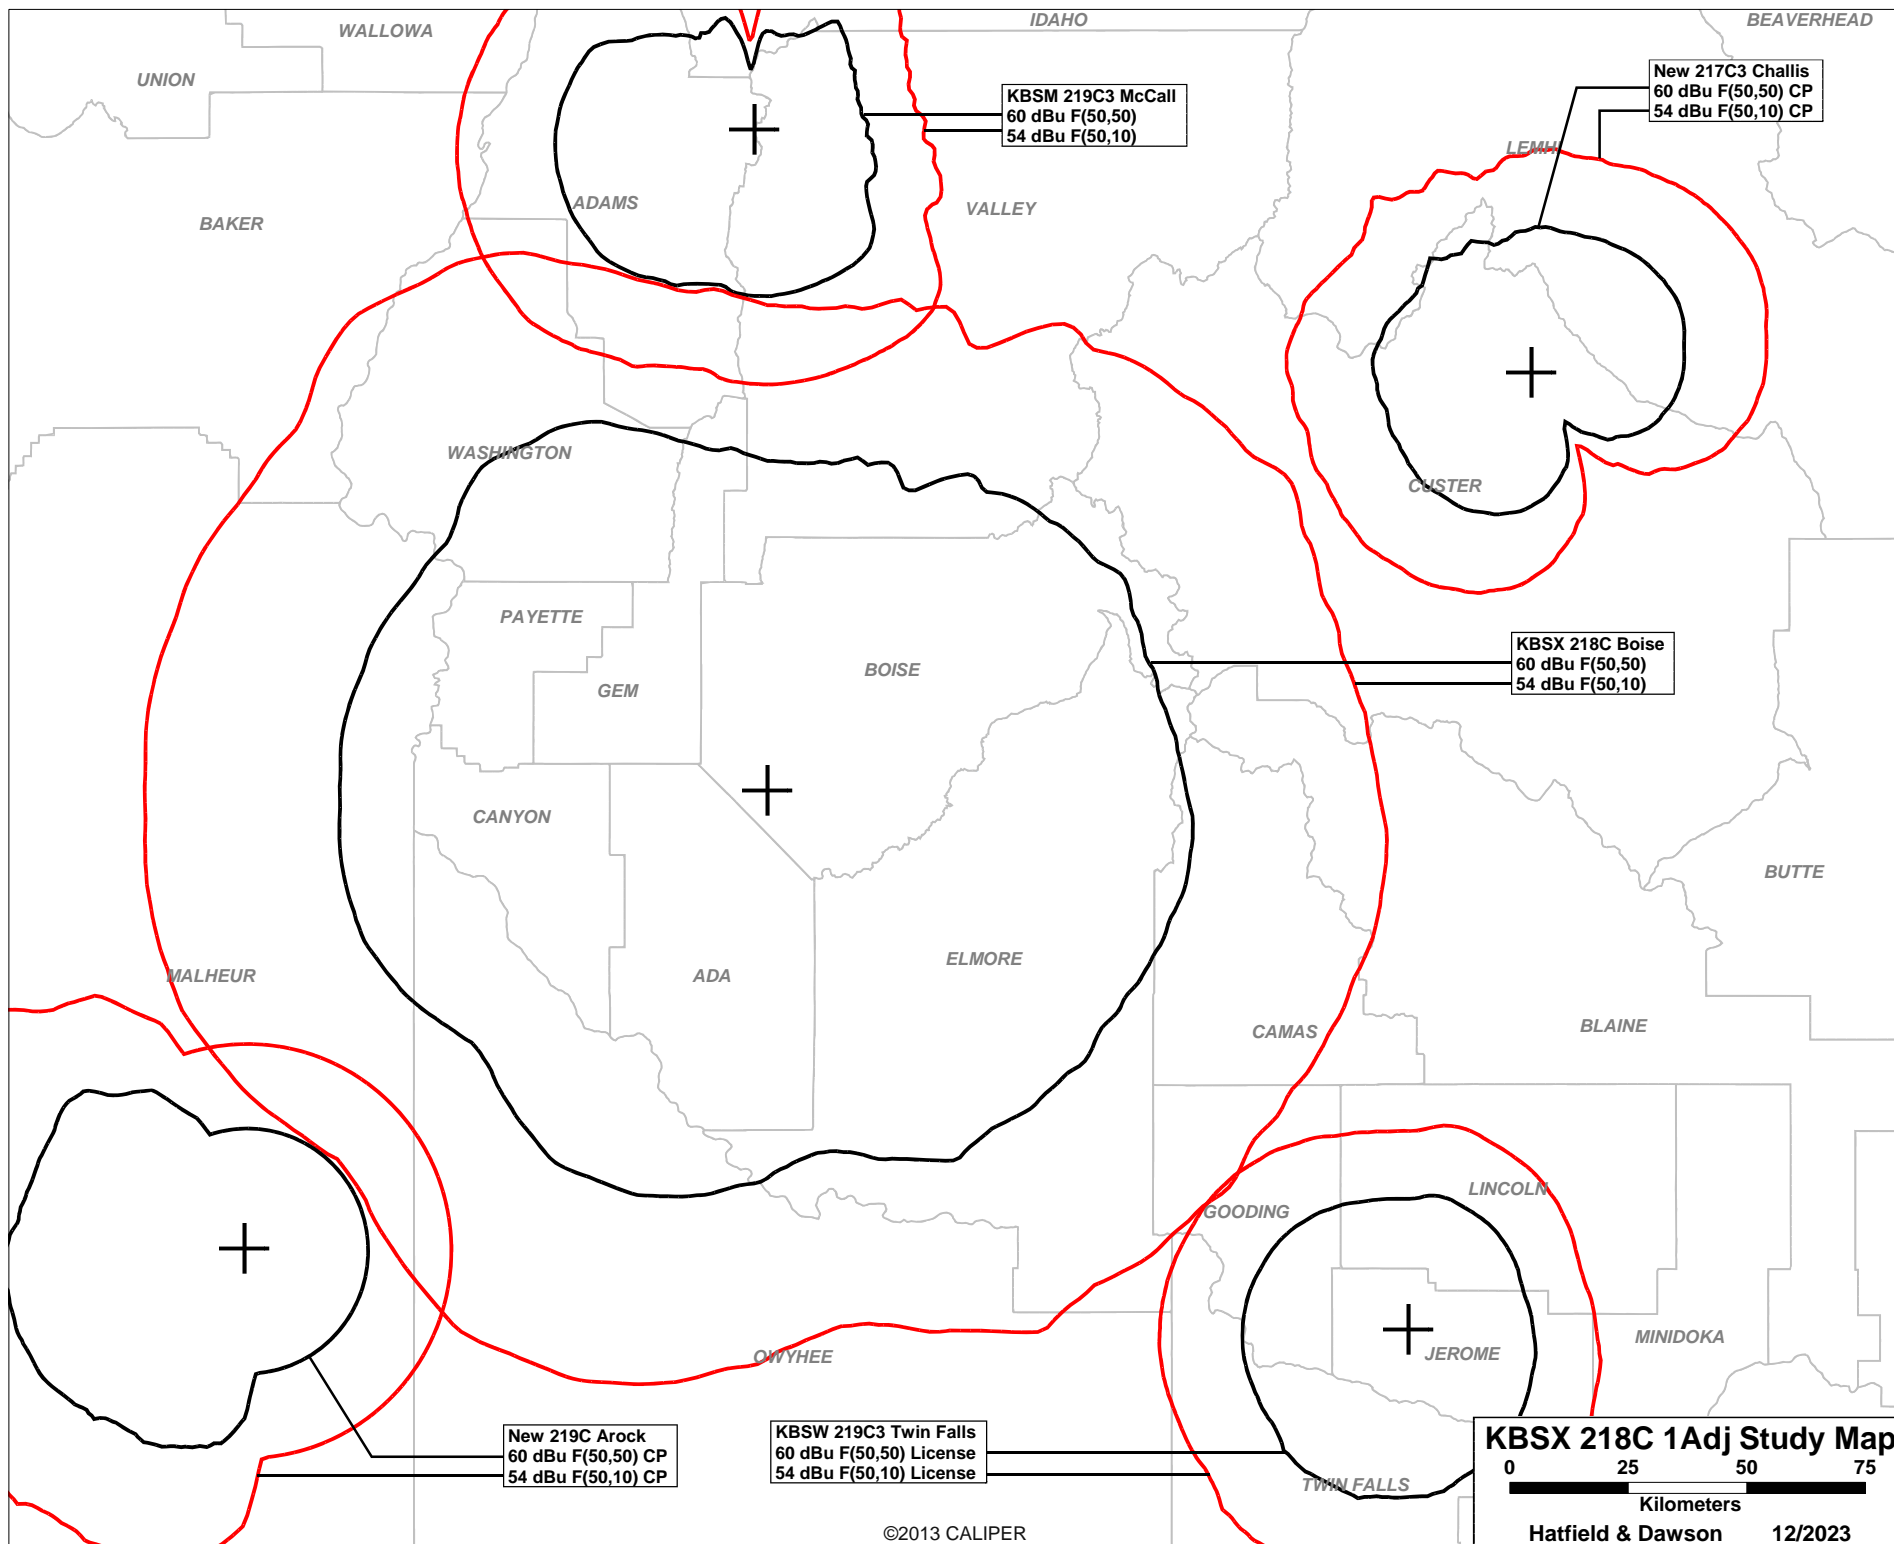 WALLOWA
IDAHO
BEAVERHEAD
UNION
New 217C3 Challis
60 dBu F(50,50) CP
54 dBu F(50,10) CP
KBSM 219C3 McCall
60 dBu F(50,50)
54 dBu F(50,10)
LEMHI
ADAMS
VALLEY
BAKER
WASHINGTON
CUSTER
PAYETTE
KBSX 218C Boise
60 dBu F(50,50)
54 dBu F(50,10)
BOISE
GEM
CANYON
BUTTE
MALHEUR
ADA
ELMORE
CAMAS
BLAINE
LINCOLN
GOODING
MINIDOKA
OWYHEE
JEROME
New 219C Arock
60 dBu F(50,50) CP
54 dBu F(50,10) CP
KBSW 219C3 Twin Falls
60 dBu F(50,50) License
54 dBu F(50,10) License
TWIN FALLS
KBSX 218C 1Adj Study Map
0 25 50 75
Kilometers
Hatfield & Dawson 12/2023
©2013 CALIPER